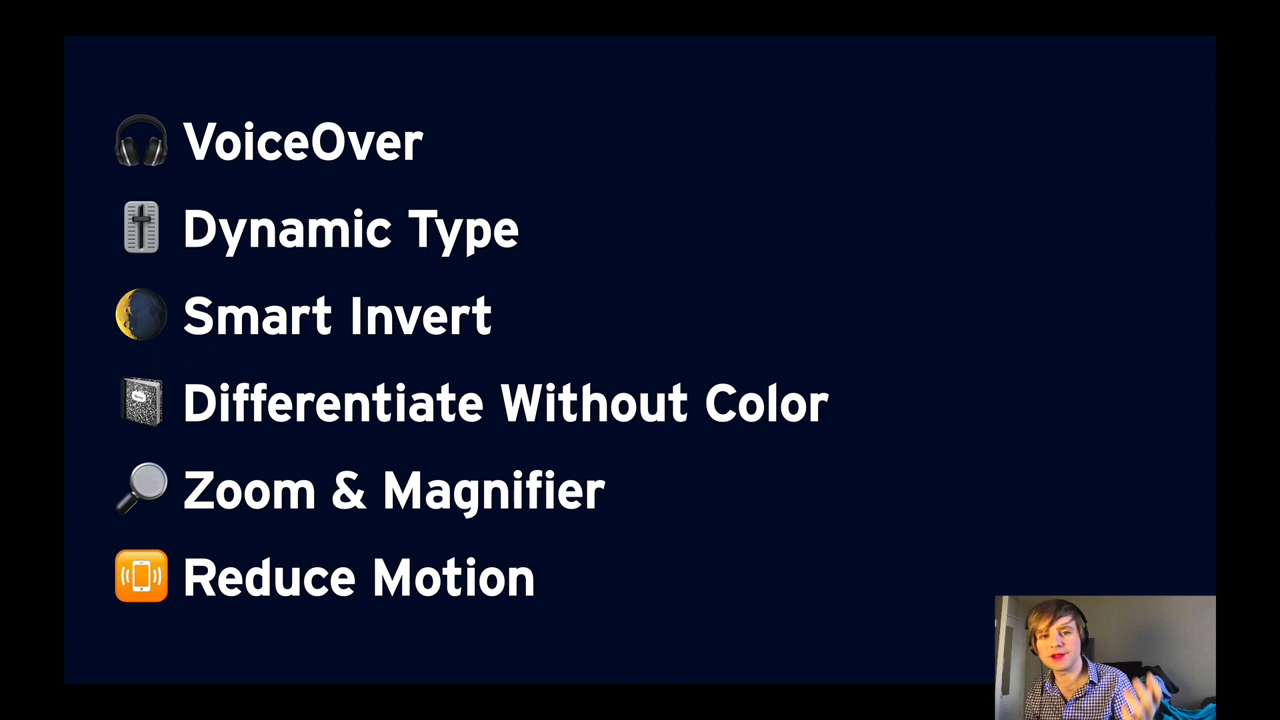 VoiceOver
Dynamic Type
Smart Invert
Differentiate Without Color
Zoom & Magnifier
Reduce Motion